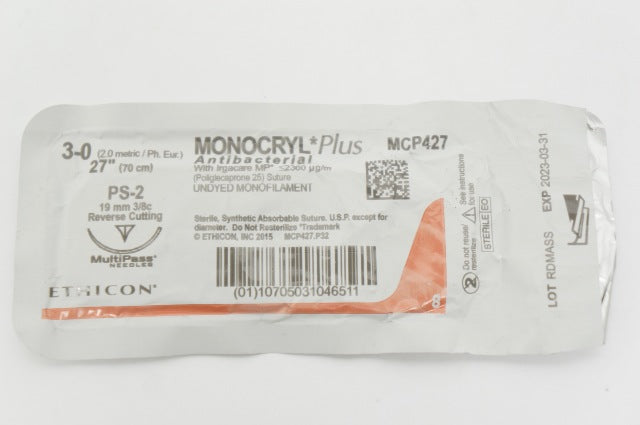 3-0 (2.0 metric / Ph. Eur.)
27" (70 cm)
PS-2
19 mm 3/8c
Reverse Cutting
MultiPass®
NEEDLES
ETHICON®
MONOCRYL* Plus MCP427
Antibacterial
With Irgacare MP* ≤2360 µg/m
(Poliglecaprone 25) Suture
UNDYED MONOFILAMENT
Sterile, Synthetic Absorbable Suture. U.S.P. except for
diameter. Do Not Resterilize *Trademark
© ETHICON, INC 2015 MCP427.P32
(01)10705031046511
8
2 Do not reuse/
resterilize
See instructions
for use
STERILE EO
LOT RDMASS EXP 2023-03-31